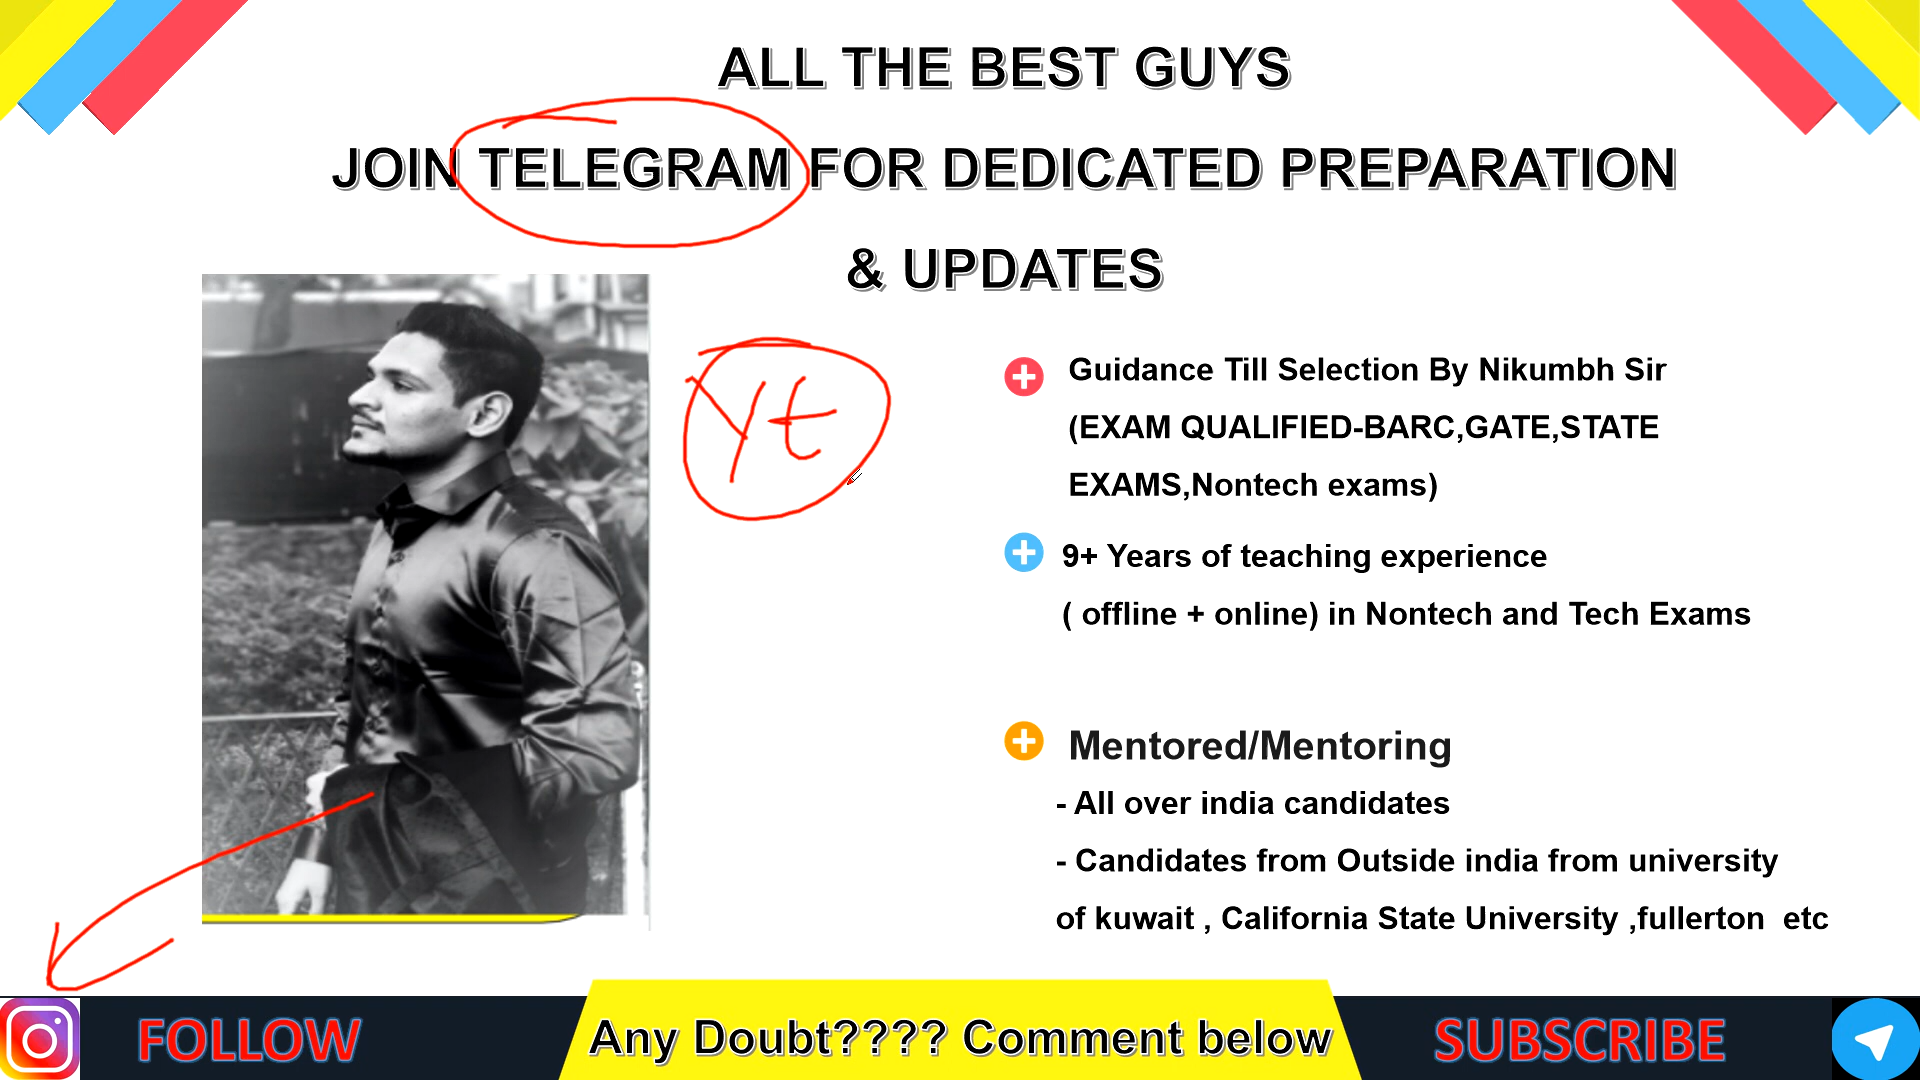 ALL THE BEST GUYS
JOIN TELEGRAM FOR DEDICATED PREPARATION
& UPDATES
Yt
Guidance Till Selection By Nikumbh Sir
(EXAM QUALIFIED-BARC,GATE,STATE
EXAMS,Nontech exams)
9+ Years of teaching experience
( offline + online) in Nontech and Tech Exams
Mentored/Mentoring
- All over india candidates
- Candidates from Outside india from university
of kuwait , California State University ,fullerton etc
FOLLOW
Any Doubt???? Comment below
SUBSCRIBE